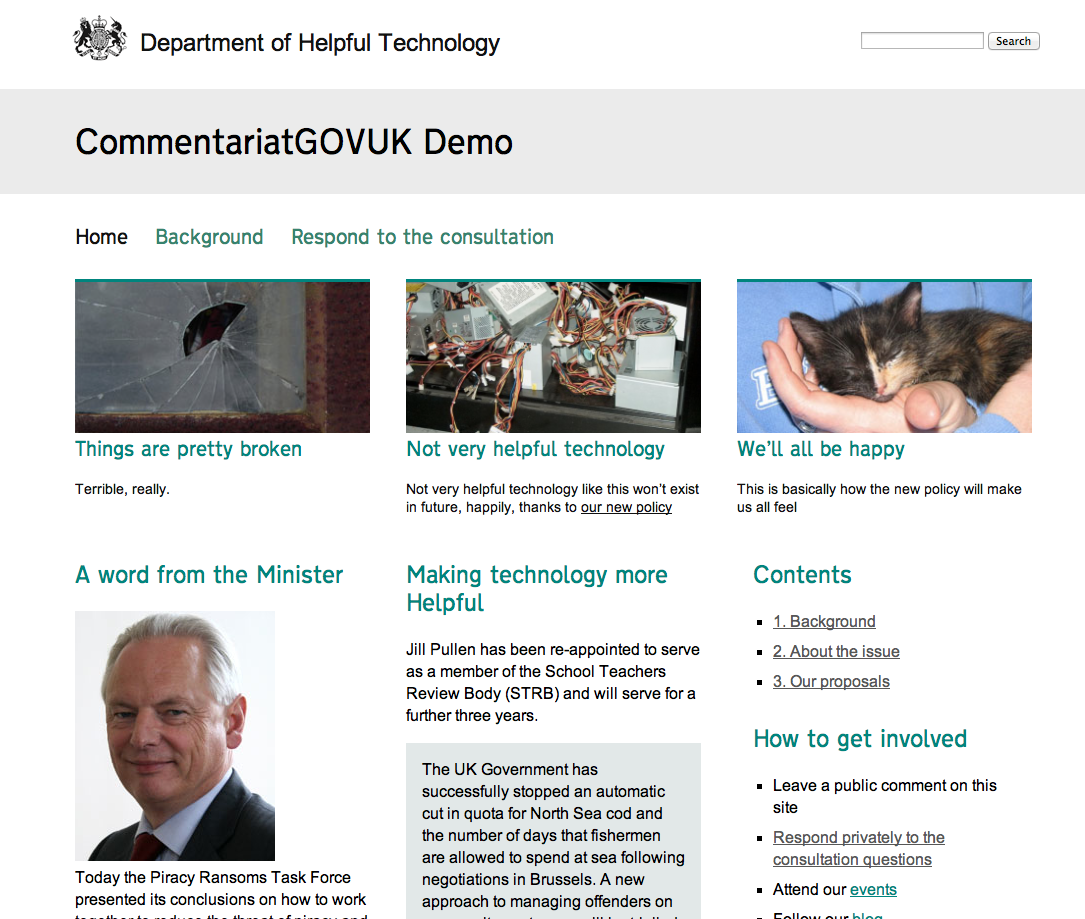 Department of Helpful Technology
Search
CommentariatGOVUK Demo
Home
Background
Respond to the consultation
Things are pretty broken
Terrible, really.
Not very helpful technology
Not very helpful technology like this won't exist
in future, happily, thanks to our new policy
We'll all be happy
This is basically how the new policy will make
us all feel
A word from the Minister
Today the Piracy Ransoms Task Force
presented its conclusions on how to work
together to reduce the threat of piracy and
Making technology more
Helpful
Jill Pullen has been re-appointed to serve
as a member of the School Teachers
Review Body (STRB) and will serve for a
further three years.
The UK Government has
successfully stopped an automatic
cut in quota for North Sea cod and
the number of days that fishermen
are allowed to spend at sea following
negotiations in Brussels. A new
approach to managing offenders on
Contents
1. Background
2. About the issue
3. Our proposals
How to get involved
Leave a public comment on this
site
Respond privately to the
consultation questions
Attend our events
Follow our blog